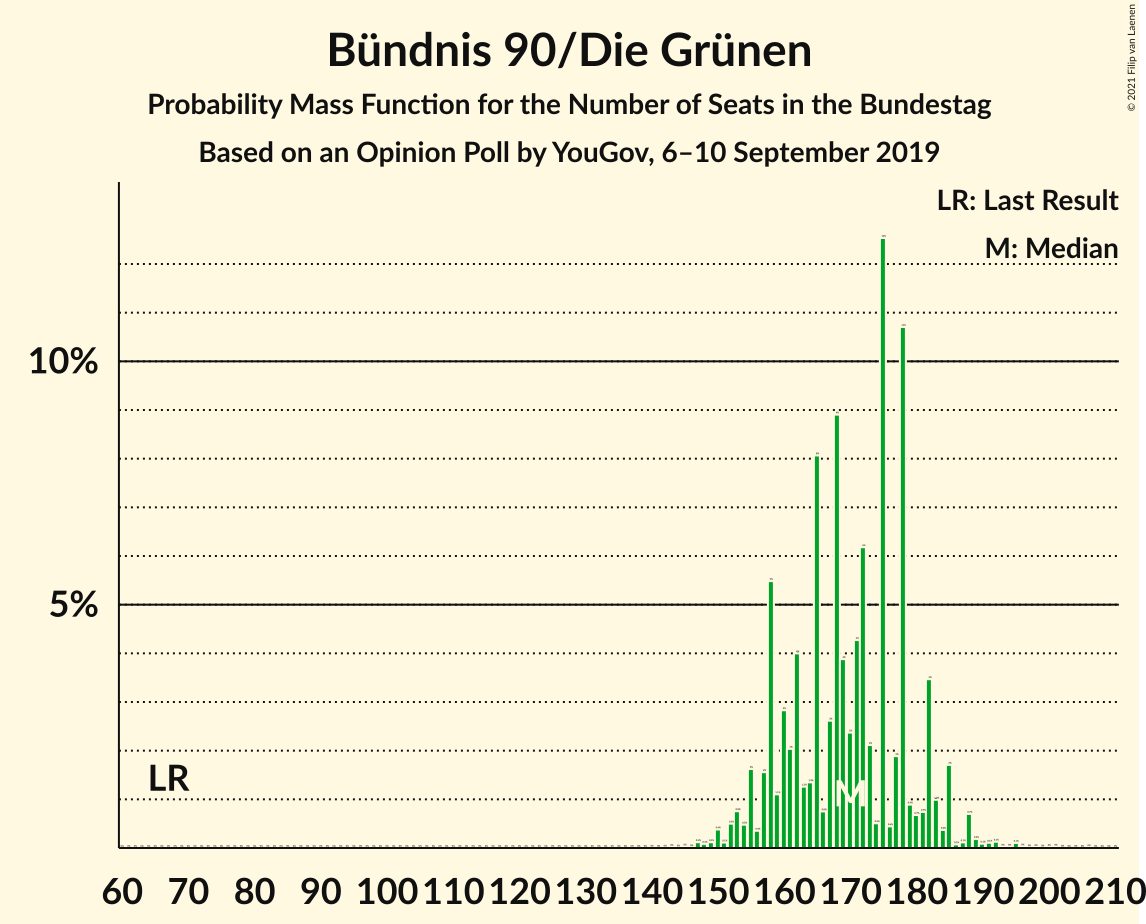 Bündnis 90/Die Grünen
Probability Mass Function for the Number of Seats in the Bundestag
Based on an Opinion Poll by YouGov, 6–10 September 2019
© 2021 Filip van Laenen
LR: Last Result
M: Median
10%
5%
LR
M
60 70 80 90 100 110 120 130 140 150 160 170 180 190 200 210